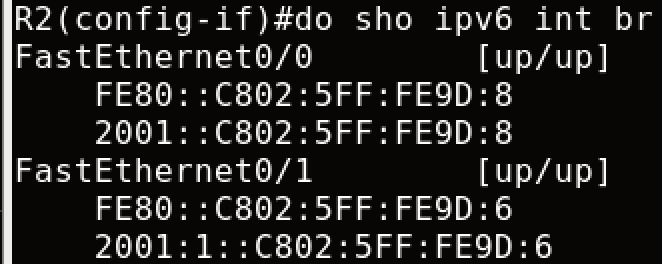 R2(config-if)#do sho ipv6 int br
FastEthernet0/0 [up/up]
FE80::C802:5FF:FE9D:8
2001::C802:5FF:FE9D:8
FastEthernet0/1 [up/up]
FE80::C802:5FF:FE9D:6
2001:1::C802:5FF:FE9D:6